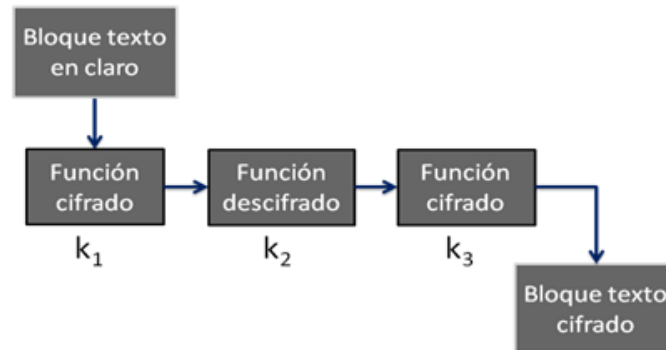 Bloque texto
en claro
Función
cifrado
Función
descifrado
Función
cifrado
k₁
k₂
k₃
Bloque texto
cifrado